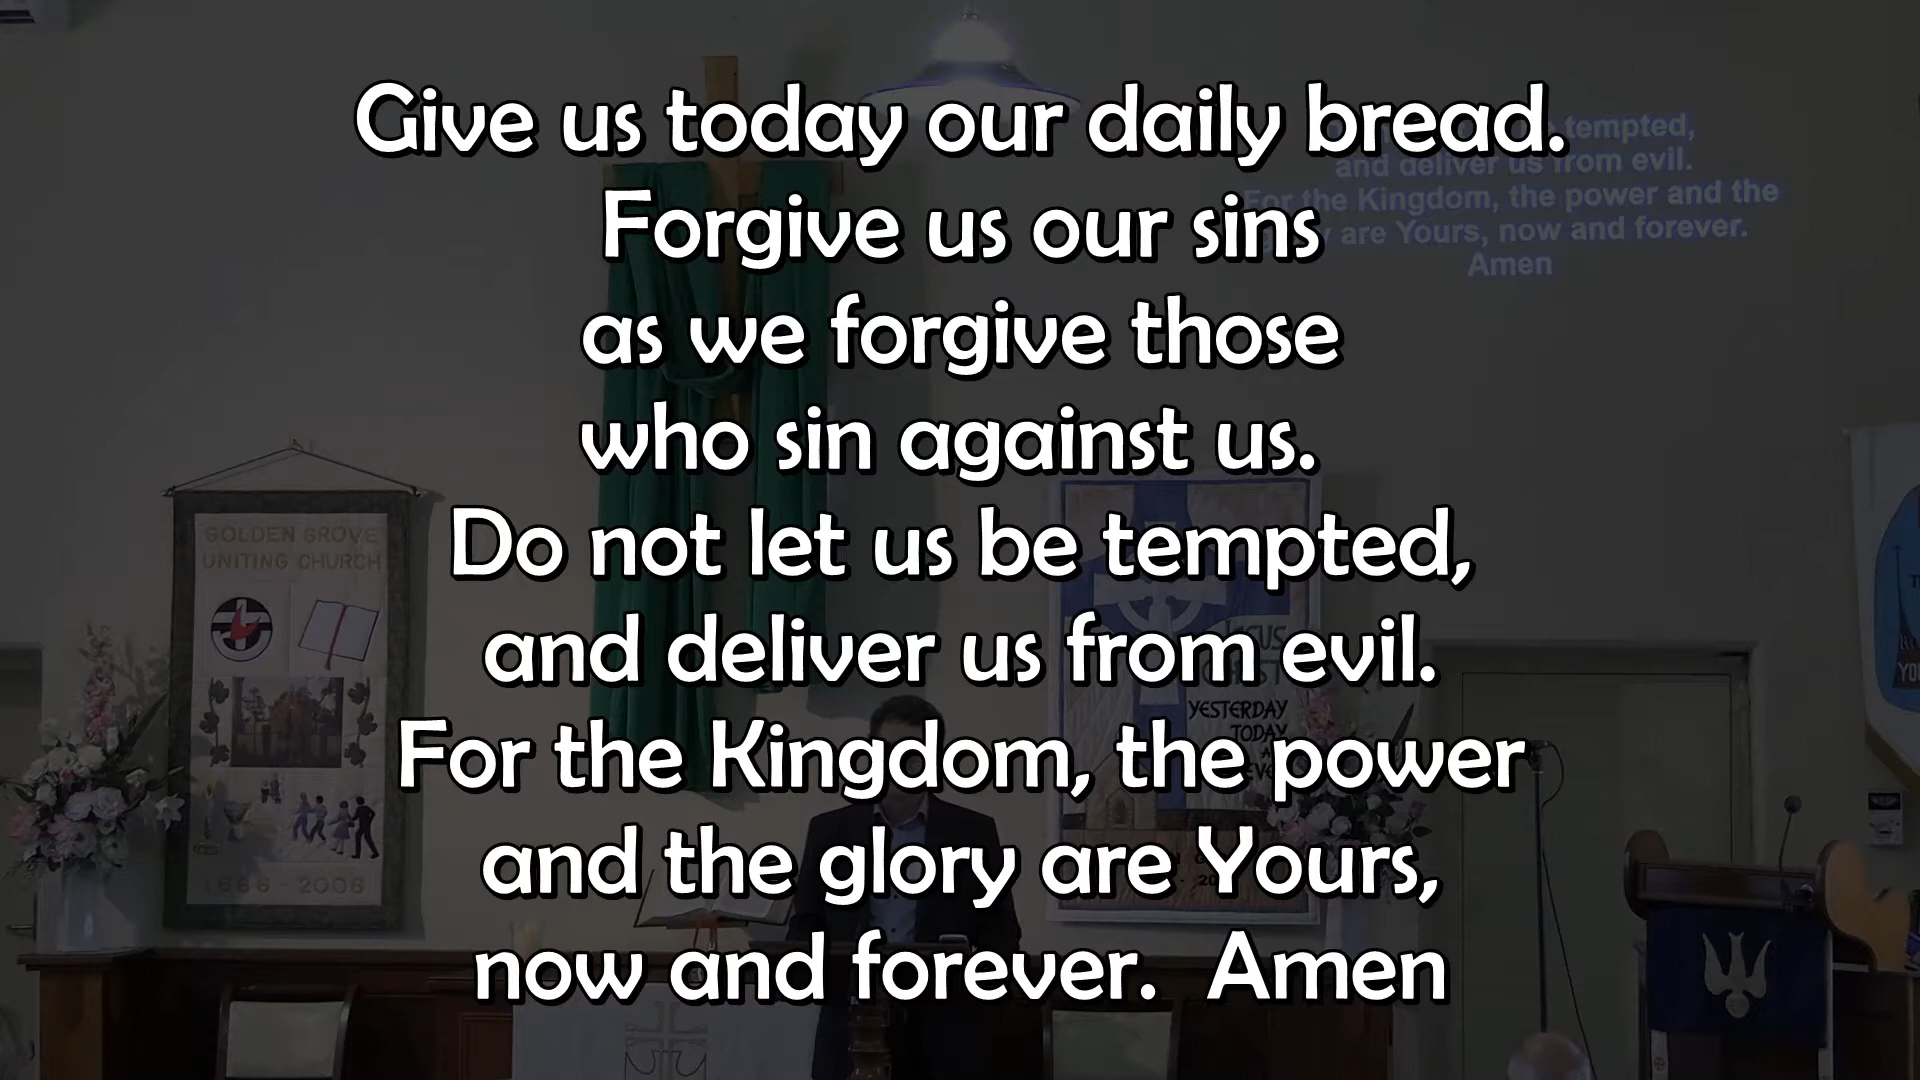 Give us today our daily bread.
Forgive us our sins
as we forgive those
who sin against us.
Do not let us be tempted,
and deliver us from evil.
For the Kingdom, the power
and the glory are Yours,
now and forever. Amen
tempted,
and deliver us from evil.
For the Kingdom, the power and the
are Yours, now and forever.
Amen
GOLDEN GROVE
UNITING CHURCH
- 2006
YESTERDAY
TODAY